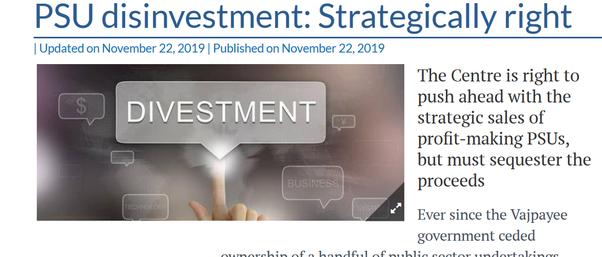 PSU disinvestment: Strategically right
| Updated on November 22, 2019 | Published on November 22, 2019
$
DIVESTMENT
¥
BUSINESS
TECHNOLOGY
The Centre is right to
push ahead with the
strategic sales of
profit-making PSUs,
but must sequester the
proceeds
Ever since the Vajpayee
government ceded
ownership of a handful of public sector undertakings